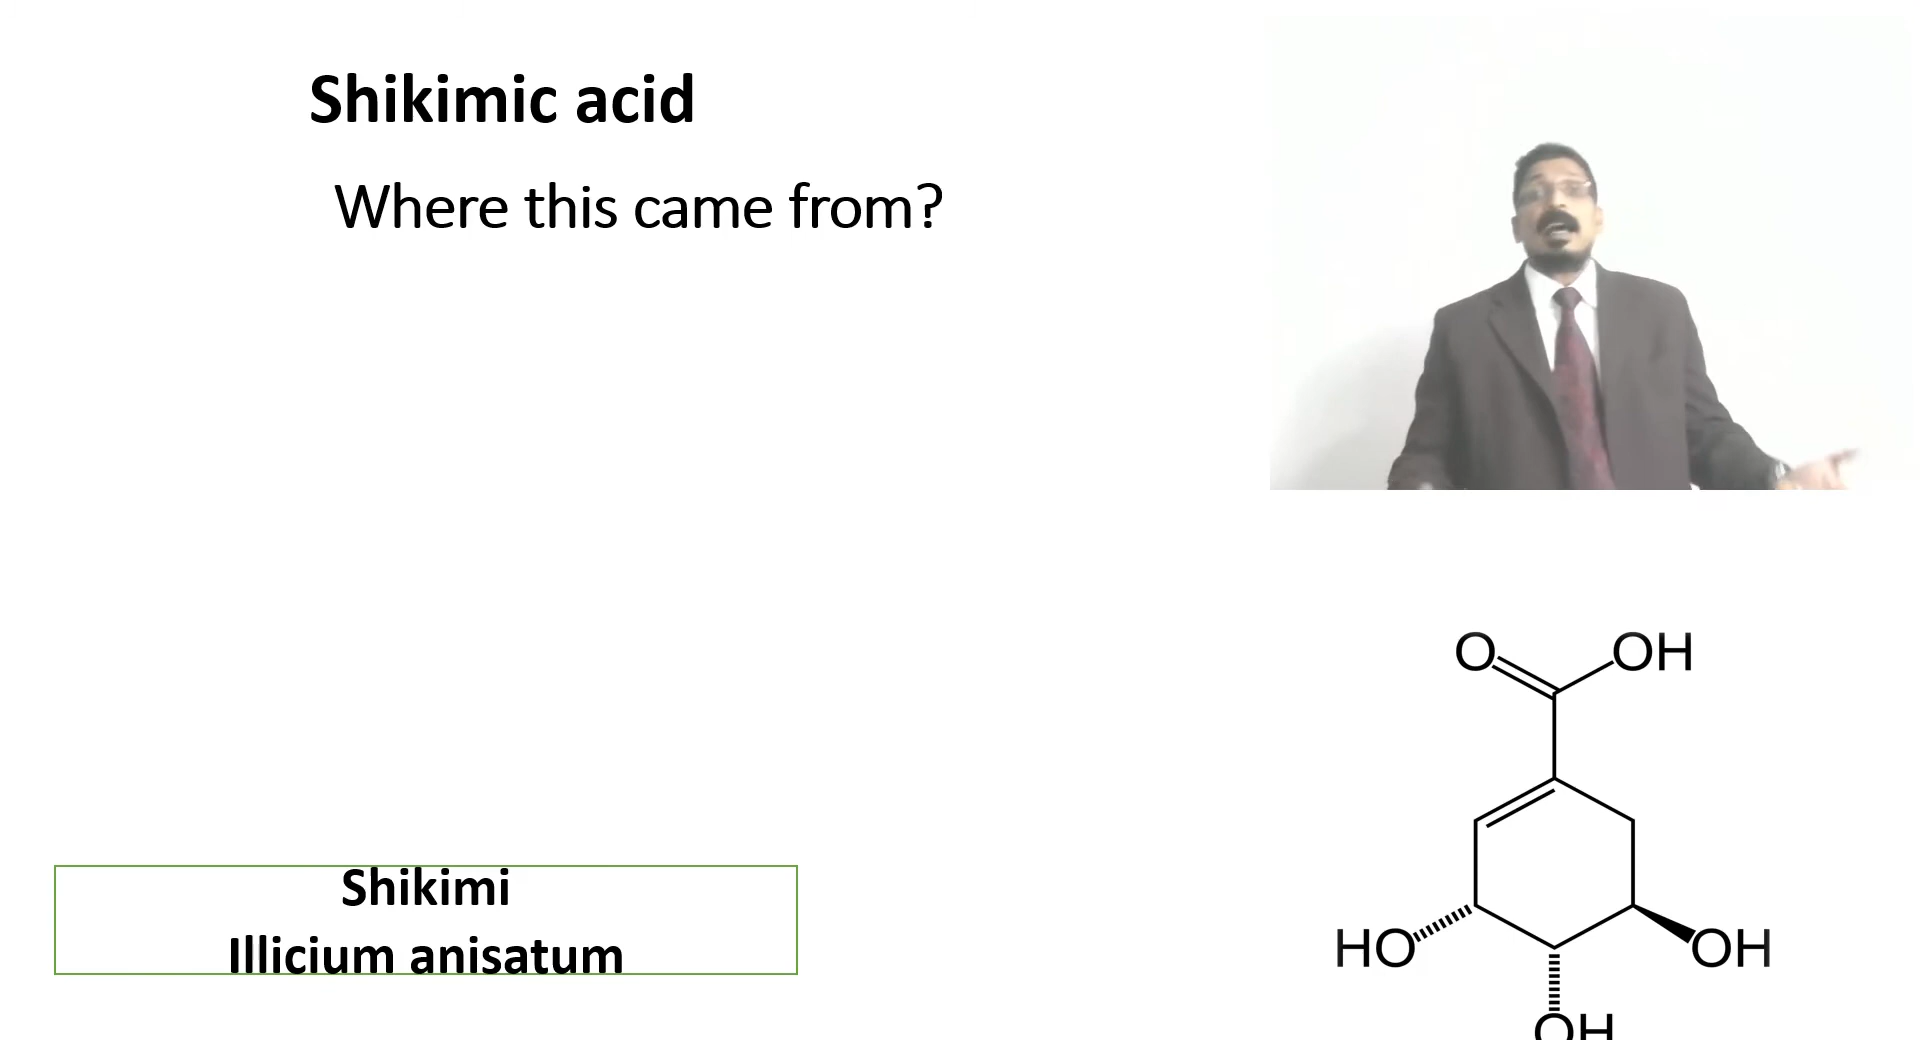 Shikimic acid
Where this came from?
O
OH
HO
OH
OH
Shikimi
Illicium anisatum